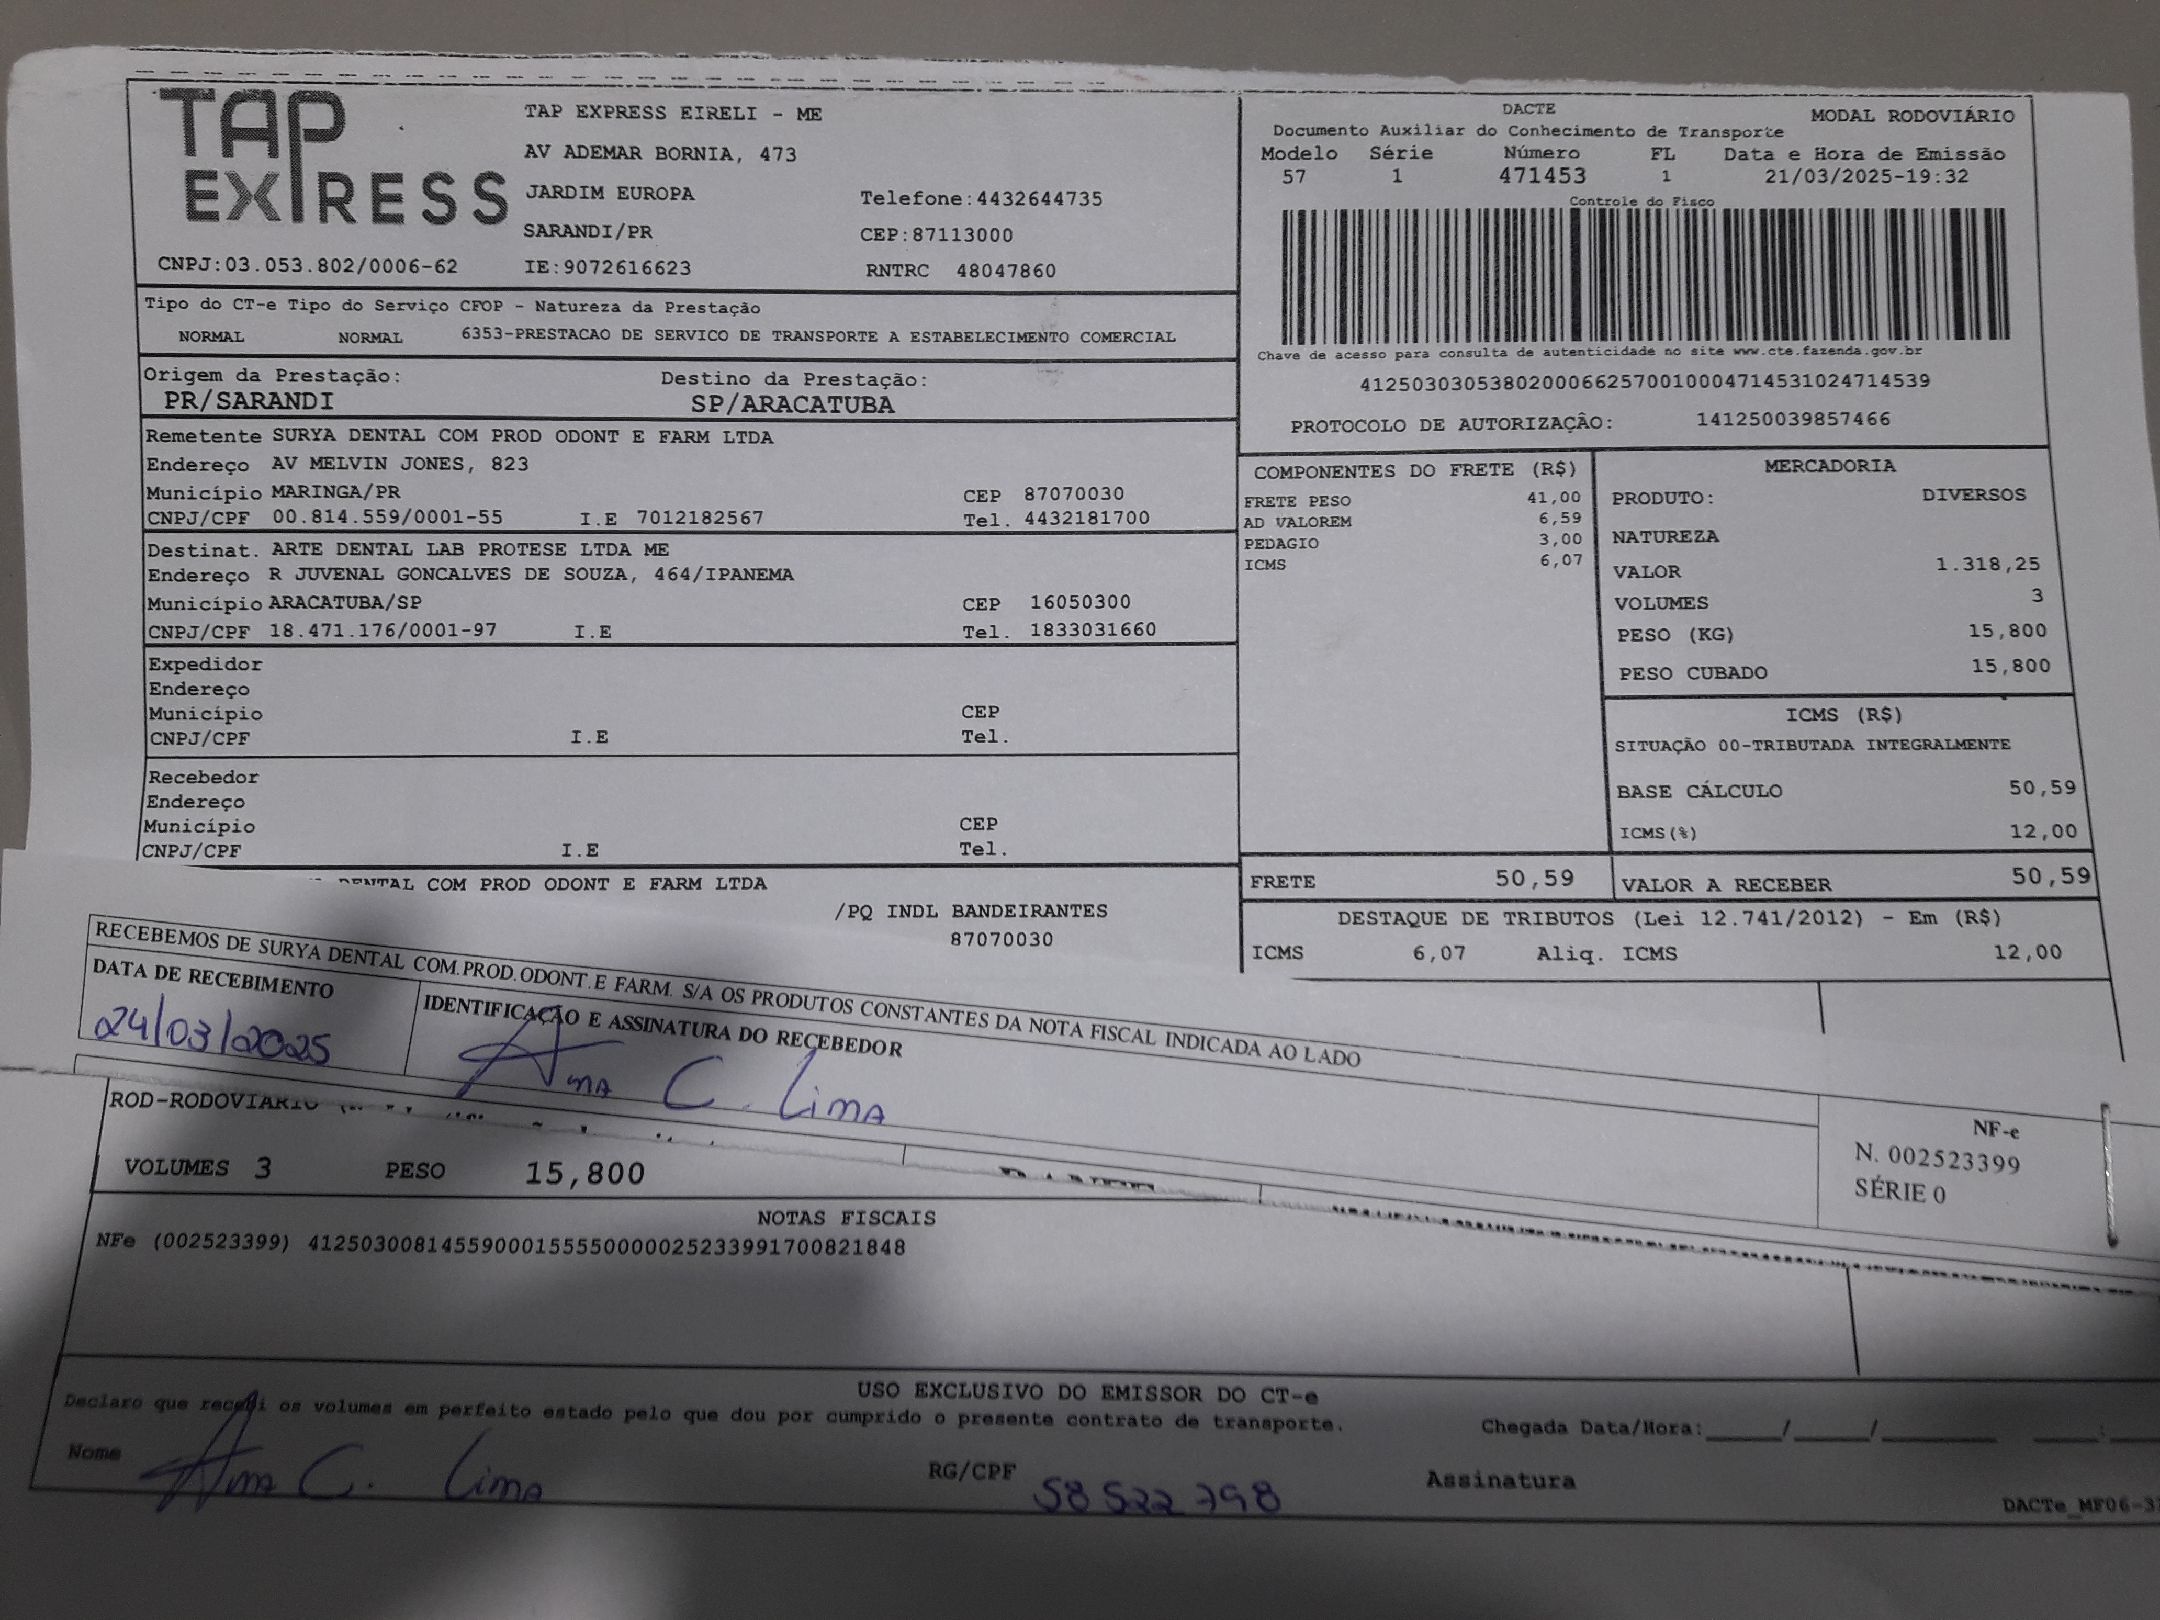 TAP EXPRESS
TAP EXPRESS EIRELI - ME
AV ADEMAR BORNIA, 473
JARDIM EUROPA Telefone:4432644735
SARANDI/PR CEP:87113000
CNPJ:03.053.802/0006-62 IE:9072616623 RNTRC 48047860
DACTE MODAL RODOVIÁRIO
Documento Auxiliar do Conhecimento de Transporte
Modelo Série Número FL Data e Hora de Emissão
57 1 471453 1 21/03/2025-19:32
Controle do Fisco
Chave de acesso para consulta de autenticidade no site www.cte.fazenda.gov.br
41250303053802000662570010004714531024714539
PROTOCOLO DE AUTORIZAÇÂO: 141250039857466
Tipo do CT-e Tipo do Serviço CFOP - Natureza da Prestação
NORMAL NORMAL 6353-PRESTACAO DE SERVICO DE TRANSPORTE A ESTABELECIMENTO COMERCIAL
Origem da Prestação: Destino da Prestação:
PR/SARANDI SP/ARACATUBA
Remetente SURYA DENTAL COM PROD ODONT E FARM LTDA
Endereço AV MELVIN JONES, 823
Município MARINGA/PR CEP 87070030
CNPJ/CPF 00.814.559/0001-55 I.E 7012182567 Tel. 4432181700
Destinat. ARTE DENTAL LAB PROTESE LTDA ME
Endereço R JUVENAL GONCALVES DE SOUZA, 464/IPANEMA
Município ARACATUBA/SP CEP 16050300
CNPJ/CPF 18.471.176/0001-97 I.E Tel. 1833031660
Expedidor
Endereço
Município CEP
CNPJ/CPF I.E Tel.
Recebedor
Endereço
Município CEP
CNPJ/CPF I.E Tel.
DENTAL COM PROD ODONT E FARM LTDA
/PQ INDL BANDEIRANTES
87070030
COMPONENTES DO FRETE (R$)
FRETE PESO 41,00
AD VALOREM 6,59
PEDAGIO 3,00
ICMS 6,07
MERCADORIA
PRODUTO: DIVERSOS
NATUREZA
VALOR 1.318,25
VOLUMES 3
PESO (KG) 15,800
PESO CUBADO 15,800
ICMS (R$)
SITUAÇÃO 00-TRIBUTADA INTEGRALMENTE
BASE CÁLCULO 50,59
ICMS(%) 12,00
FRETE 50,59 VALOR A RECEBER 50,59
DESTAQUE DE TRIBUTOS (Lei 12.741/2012) - Em (R$)
ICMS 6,07 Aliq. ICMS 12,00
RECEBEMOS DE SURYA DENTAL COM.PROD.ODONT.E FARM. S/A OS PRODUTOS CONSTANTES DA NOTA FISCAL INDICADA AO LADO
DATA DE RECEBIMENTO IDENTIFICAÇÃO E ASSINATURA DO RECEBEDOR
24/03/2025 Ana C. Lima
NF-e
N. 002523399
SÉRIE 0
ROD-RODOVIARIO
VOLUMES 3 PESO 15,800
NOTAS FISCAIS
NFe (002523399) 41250300814559000155550000025233991700821848
USO EXCLUSIVO DO EMISSOR DO CT-e
Declaro que recebi os volumes em perfeito estado pelo que dou por cumprido o presente contrato de transporte. Chegada Data/Hora:_____/_____/_______ ____:____
Nome Ana C. Lima RG/CPF 58 522 798 Assinatura
DACTe_MF06-3